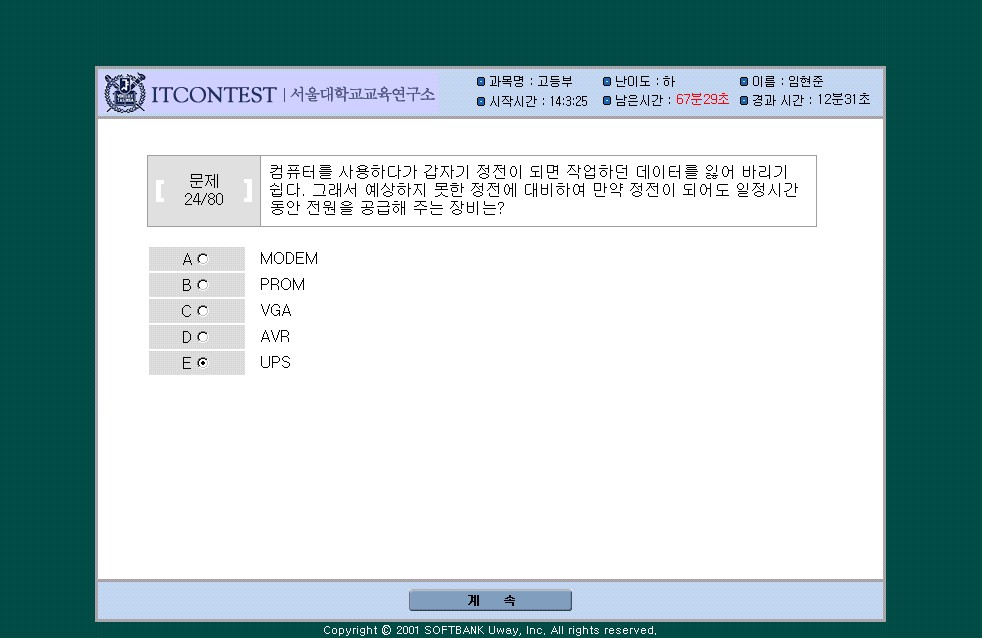 ITCONTEST | 서울대학교교육연구소
과목명 : 고등부 난이도 : 하 이름 : 임현준
시작시간 : 14:3:25 남은시간 : 67분29초 경과 시간 : 12분31초
문제
24/80
컴퓨터를 사용하다가 갑자기 정전이 되면 작업하던 데이터를 잃어 바리기
쉽다. 그래서 예상하지 못한 정전에 대비하여 만약 정전이 되어도 일정시간
동안 전원을 공급해 주는 장비는?
A MODEM
B PROM
C VGA
D AVR
E UPS
계 속
Copyright © 2001 SOFTBANK Uway, Inc. All rights reserved.